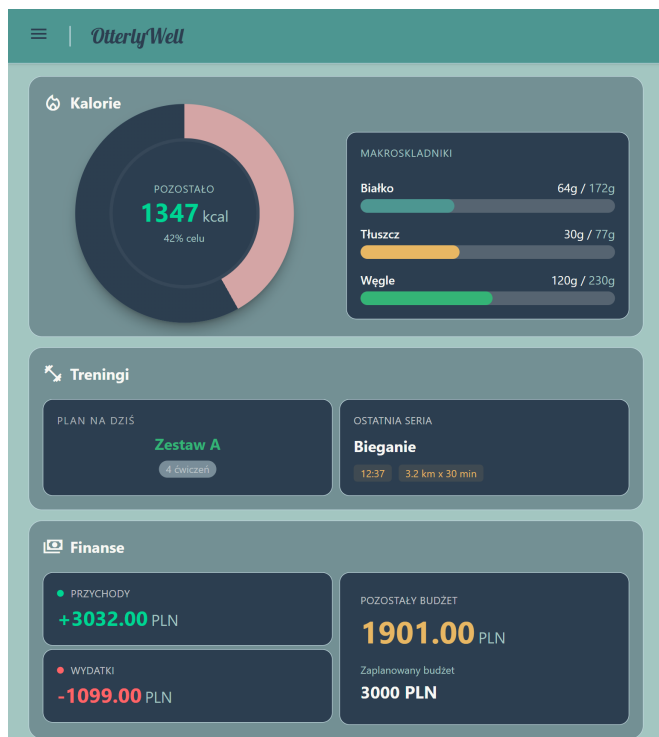 OtterlyWell
Kalorie
POZOSTAŁO
1347 kcal
42% celu
MAKROSKŁADNIKI
Białko 64g / 172g
Tłuszcz 30g / 77g
Węgle 120g / 230g
Treningi
PLAN NA DZIŚ
Zestaw A
4 ćwiczeń
OSTATNIA SERIA
Bieganie
12:37 3.2 km x 30 min
Finanse
PRZYCHODY
+3032.00 PLN
WYDATKI
-1099.00 PLN
POZOSTAŁY BUDŻET
1901.00 PLN
Zaplanowany budżet
3000 PLN